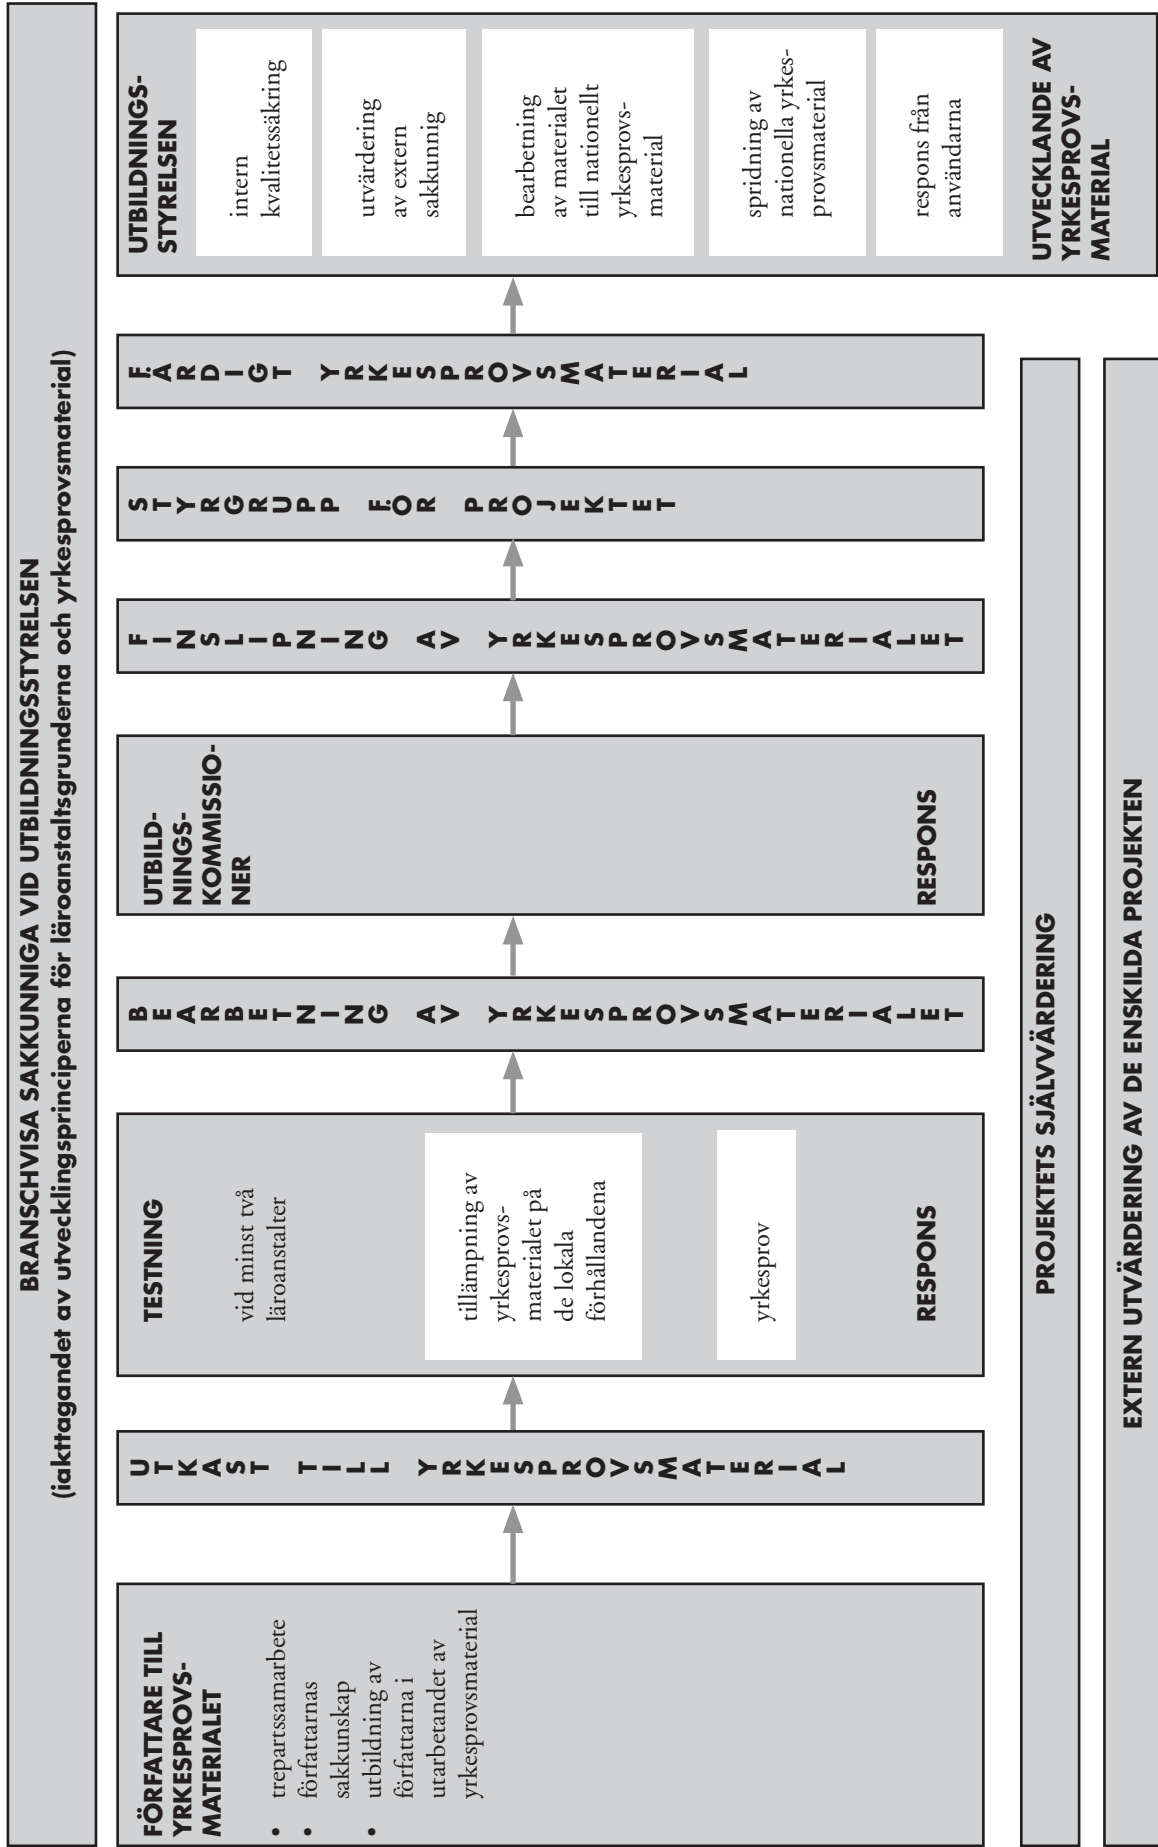 BRANSCHVISA SAKKUNNIGA VID UTBILDNINGSSTYRELSEN
(iakttagandet av utvecklingsprinciperna för läroanstaltsgrunderna och yrkesprovsmaterial)
FÖRFATTARE TILL
YRKESPROVS-
MATERIALET
• trepartssamarbete
• författarnas
sakkunskap
• utbildning av
författarna i
utarbetandet av
yrkesprovsmaterial
UTKAST TILL YRKESPROVSMATERIAL
TESTNING
vid minst två
läroanstalter
tillämpning av
yrkesprovs-
materialet på
de lokala
förhållandena
yrkesprov
RESPONS
BEARBETNING AV YRKESPROVSMATERIALET
UTBILD-
NINGS-
KOMMISSIO-
NER
RESPONS
FINSLIPNING AV YRKESPROVSMATERIALET
STYRGRUPP FÖR PROJEKTET
FÄRDIGT YRKESPROVSMATERIAL
UTBILDNINGS-
STYRELSEN
intern
kvalitetssäkring
utvärdering
av extern
sakkunnig
bearbetning
av materialet
till nationellt
yrkesprovs-
material
spridning av
nationella yrkes-
provsmaterial
respons från
användarna
UTVECKLANDE AV
YRKESPROVS-
MATERIAL
PROJEKTETS SJÄLVVÄRDERING
EXTERN UTVÄRDERING AV DE ENSKILDA PROJEKTEN